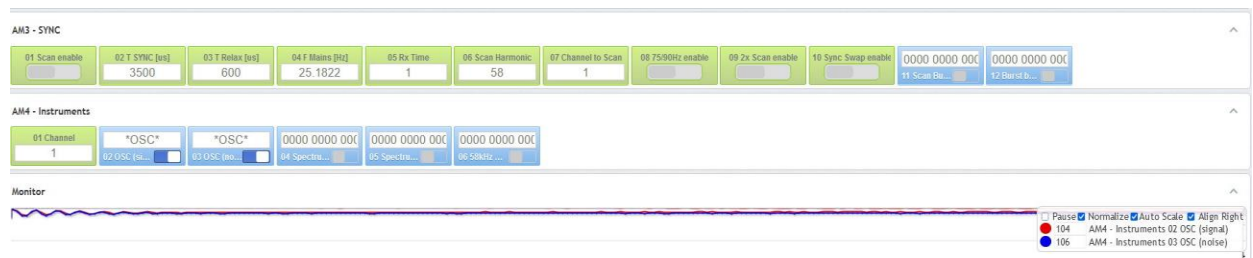 AM3 - SYNC
01 Scan enable 02 T SYNC [us] 03 T Relax [us] 04 F Mains [Hz] 05 Rx Time 06 Scan Harmonic 07 Channel to Scan 08 75/90Hz enable 09 2x Scan enable 10 Sync Swap enable 0000 0000 000 0000 0000 000
3500 600 25.1822 1 58 1 11 Scan Bu... 12 Burst b...
AM4 - Instruments
01 Channel *OSC* *OSC* 0000 0000 000 0000 0000 000 0000 0000 000
1 02 OSC (si... 03 OSC (no... 04 Spectru... 05 Spectru... 06 58kHz ...
Monitor
Pause Normalize Auto Scale Align Right
104 AM4 - Instruments 02 OSC (signal)
106 AM4 - Instruments 03 OSC (noise)